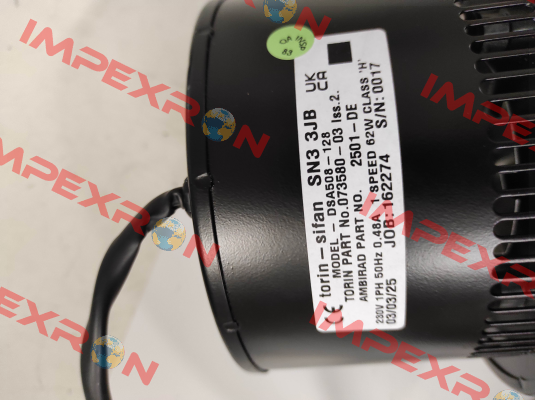 CE torin-sifan SN3 3JB UK CA
MODEL - DSA508-128
TORIN PART No.073580-03 Iss.2.
AMBIRAD PART NO. 2501-DE
230V 1PH 50Hz 0.48A 1 SPEED 62W CLASS 'H'
JOB:162274 S/N:0017
03/03/25
IMPEXRON
IMPEXRON
IMPEXRON
IMPEXRON